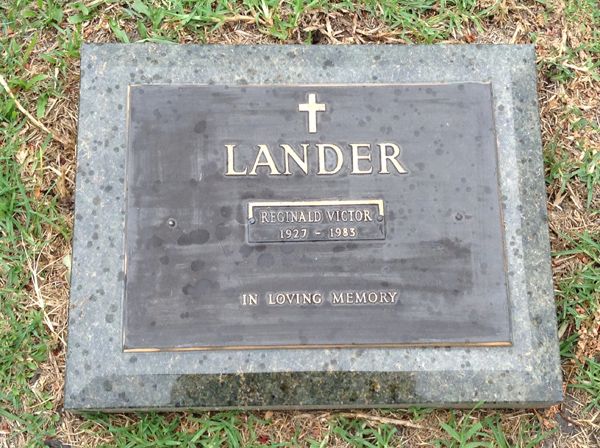 LANDER
REGINALD VICTOR
1927 - 1983
IN LOVING MEMORY